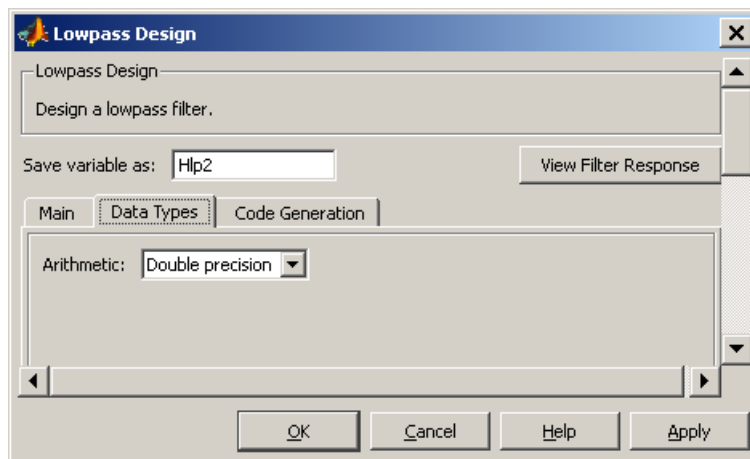 Lowpass Design
Lowpass Design
Design a lowpass filter.
Save variable as: Hlp2 View Filter Response
Main Data Types Code Generation
Arithmetic: Double precision
OK Cancel Help Apply